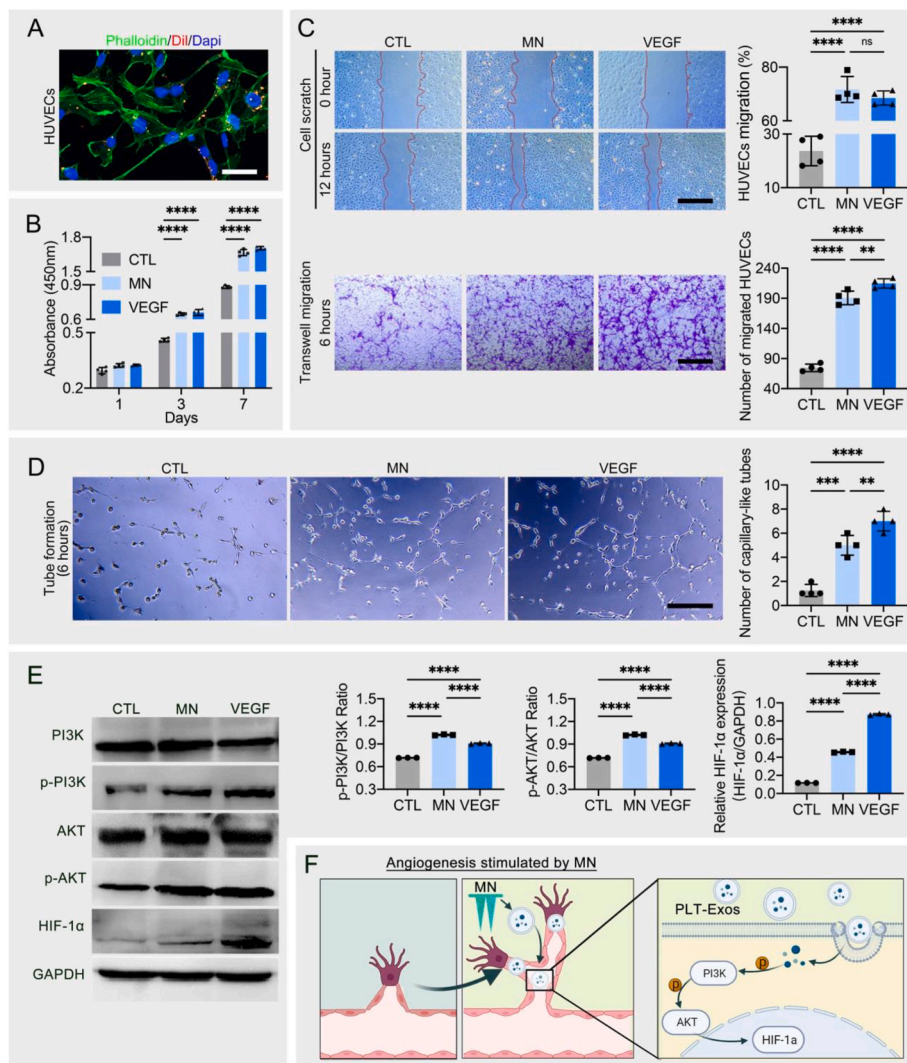 A
Phalloidin/Dil/Dapi
HUVECs
B
Absorbance (450nm)
**** ****
**** ****
1.8
1.5
0.9
0.6
0.5
0.2
CTL
MN
VEGF
1 3 7
Days
C
CTL MN VEGF
Cell scratch
0 hour
12 hours
HUVECs migration (%)
****
**** ns
80
60
30
10
CTL MN VEGF
Transwell migration
6 hours
Number of migrated HUVECs
****
**** **
240
190
140
90
40
CTL MN VEGF
D
CTL MN VEGF
Tube formation
(6 hours)
Number of capillary-like tubes
****
*** **
10
8
6
4
2
0
CTL MN VEGF
E
CTL MN VEGF
PI3K
p-PI3K
AKT
p-AKT
HIF-1α
GAPDH
p-PI3K/PI3K Ratio
****
****
****
1.5
1.2
0.9
0.6
0.3
CTL MN VEGF
p-AKT/AKT Ratio
****
****
****
1.5
1.2
0.9
0.6
0.3
CTL MN VEGF
Relative HIF-1α expression
(HIF-1α/GAPDH)
****
****
****
1.0
0.8
0.6
0.4
0.2
0.0
CTL MN VEGF
F
Angiogenesis stimulated by MN
MN
PLT-Exos
p
PI3K
p
AKT
HIF-1a